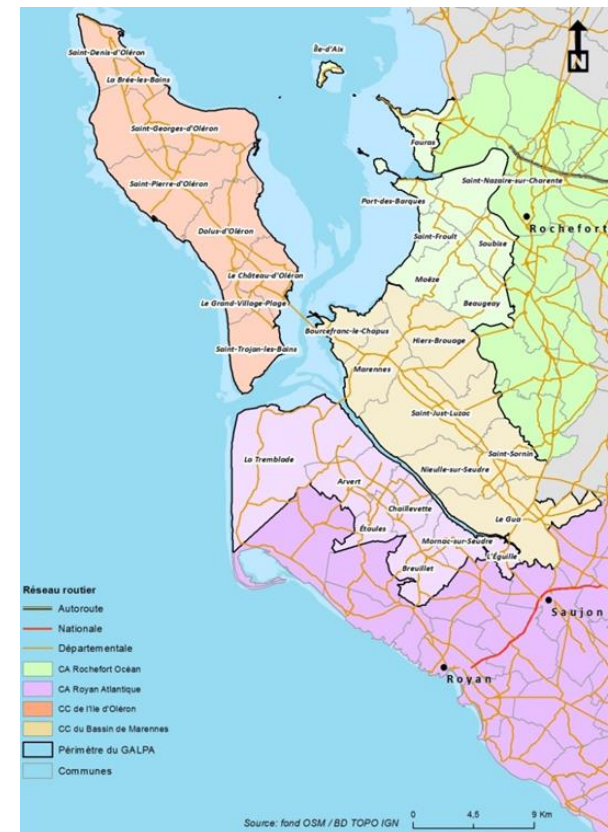 Saint-Denis-d'Oléron
Île-d'Aix
N
La Brée-les-Bains
Saint-Georges-d'Oléron
Fouras
Saint-Pierre-d'Oléron
Saint-Nazaire-sur-Charente
Port-des-Barques
Rochefort
Dolus-d'Oléron
Saint-Froult
Soubise
Le Château-d'Oléron
Moëze
Le Grand-Village-Plage
Beaugeay
Bourcefranc-le-Chapus
Hiers-Brouage
Saint-Trojan-les-Bains
Marennes
Saint-Just-Luzac
Saint-Sornin
La Tremblade
Nieulle-sur-Seudre
Arvert
Chaillevette
Le Gua
Étaules
Mornac-sur-Seudre
L'Éguille
Breuillet
Saujon
Royan
Réseau routier
Autoroute
Nationale
Départementale
CA Rochefort Océan
CA Royan Atlantique
CC de l'Ile d'Oléron
CC du Bassin de Marennes
Périmètre du GALPA
Communes
Source: fond OSM / BD TOPO IGN
0 4,5 9 Km